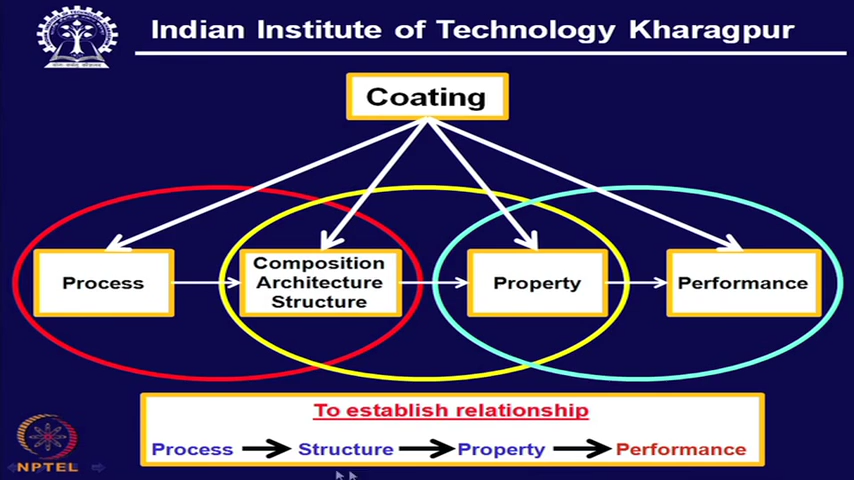 Indian Institute of Technology Kharagpur
Coating
Process
Composition
Architecture
Structure
Property
Performance
To establish relationship
Process Structure Property Performance
NPTEL